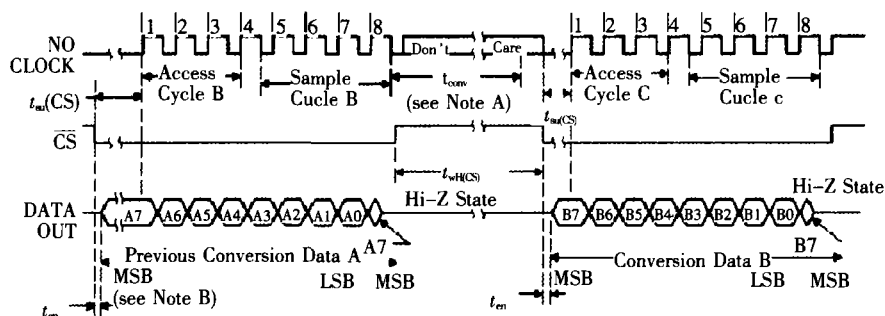 1 2 3 4 5 6 7 8 1 2 3 4 5 6 7 8
NO
CLOCK
Don't Care
Access
Cycle B
Sample
Cucle B
t_conv
(see Note A)
Access
Cycle C
Sample
Cucle c
t_su(CS)
t_su(CS)
CS
t_wH(CS)
Hi-Z State
Hi-Z State
DATA
OUT
A7 A6 A5 A4 A3 A2 A1 A0
B7 B6 B5 B4 B3 B2 B1 B0
Previous Conversion Data A
A7
Conversion Data B
B7
MSB
(see Note B)
LSB
MSB
MSB
LSB
MSB
t_en
t_en